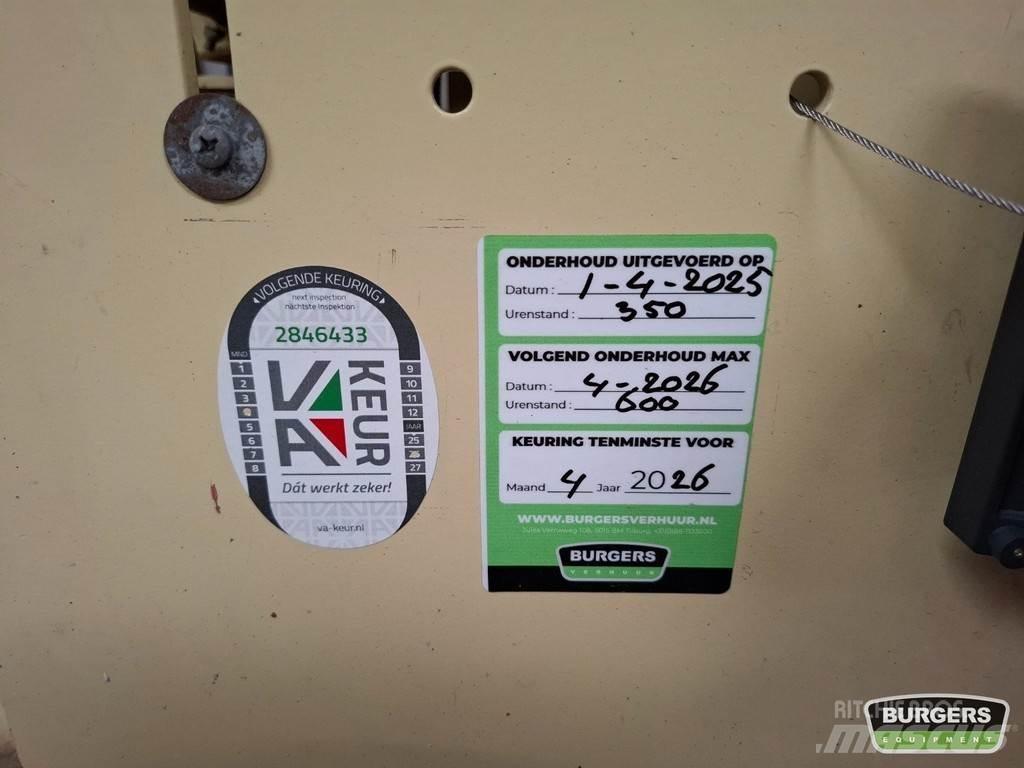 VOLGENDE KEURING
next inspection
nächste Inspektion
2846433
MND
1
2
3
5
6
7
8
9
10
11
12
JAAR
25
26
27
VA
KEUR
Dát werkt zeker!
va-keur.nl
ONDERHOUD UITGEVOERD OP
Datum : 1-4-2025
Urenstand : 350
VOLGEND ONDERHOUD MAX
Datum : 4-2026
Urenstand : 600
KEURING TENMINSTE VOOR
Maand 4 Jaar 2026
WWW.BURGERSVERHUUR.NL
BURGERS
VERHUUR
BURGERS
EQUIPMENT